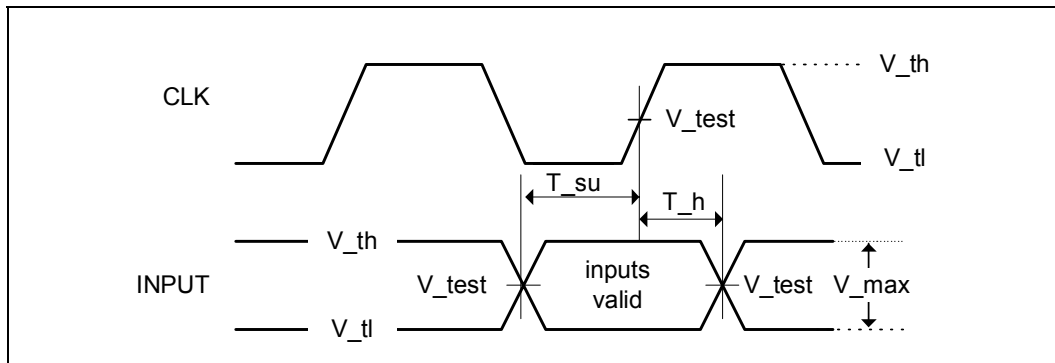 V_th
CLK
V_test
V_tl
T_su
T_h
V_th
INPUT
V_test
inputs
valid
V_test
V_max
V_tl